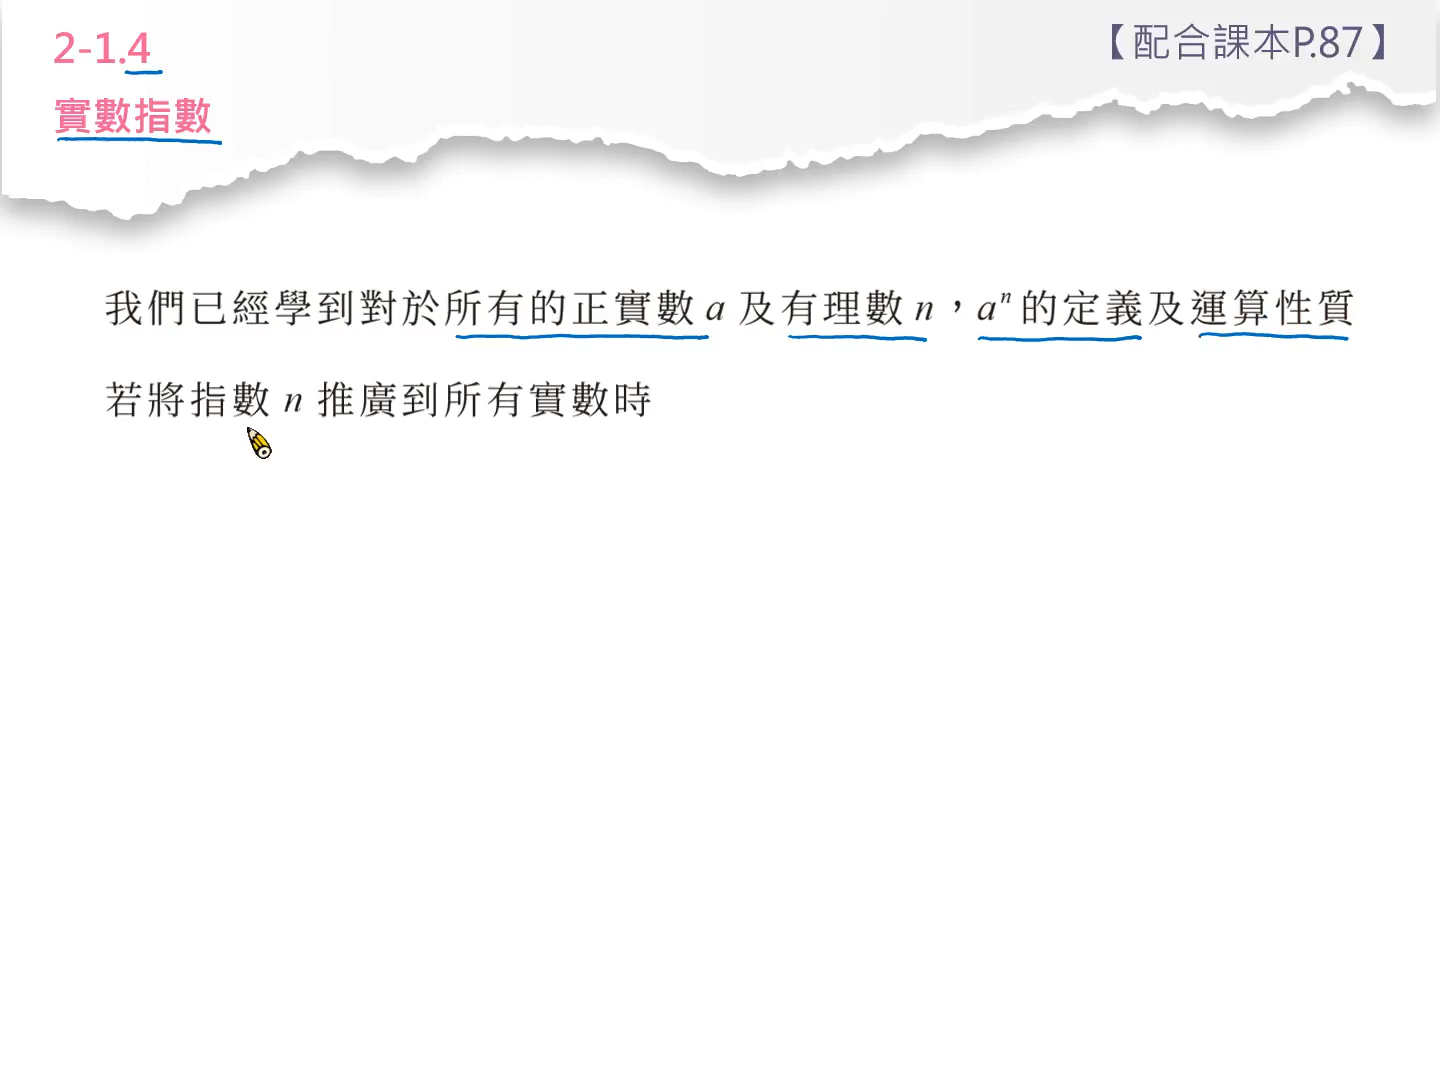 2-1.4
【配合課本P.87】
實數指數
我們已經學到對於所有的正實數 a 及有理數 n，aⁿ 的定義及運算性質
若將指數 n 推廣到所有實數時